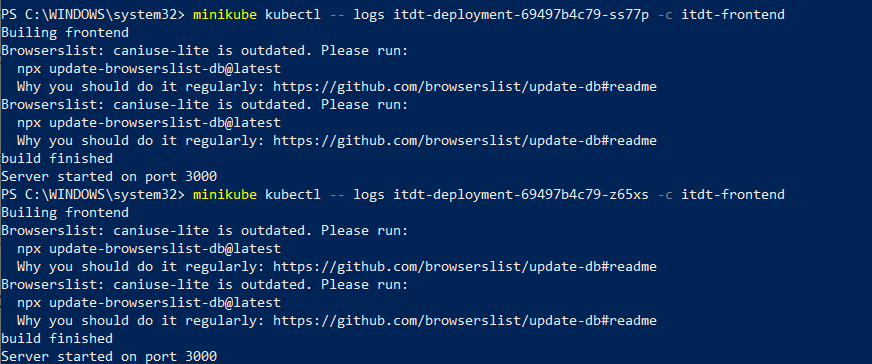 PS C:\WINDOWS\system32> minikube kubectl -- logs itdt-deployment-69497b4c79-ss77p -c itdt-frontend
Builing frontend
Browserslist: caniuse-lite is outdated. Please run:
  npx update-browserslist-db@latest
  Why you should do it regularly: https://github.com/browserslist/update-db#readme
Browserslist: caniuse-lite is outdated. Please run:
  npx update-browserslist-db@latest
  Why you should do it regularly: https://github.com/browserslist/update-db#readme
build finished
Server started on port 3000
PS C:\WINDOWS\system32> minikube kubectl -- logs itdt-deployment-69497b4c79-z65xs -c itdt-frontend
Builing frontend
Browserslist: caniuse-lite is outdated. Please run:
  npx update-browserslist-db@latest
  Why you should do it regularly: https://github.com/browserslist/update-db#readme
Browserslist: caniuse-lite is outdated. Please run:
  npx update-browserslist-db@latest
  Why you should do it regularly: https://github.com/browserslist/update-db#readme
build finished
Server started on port 3000